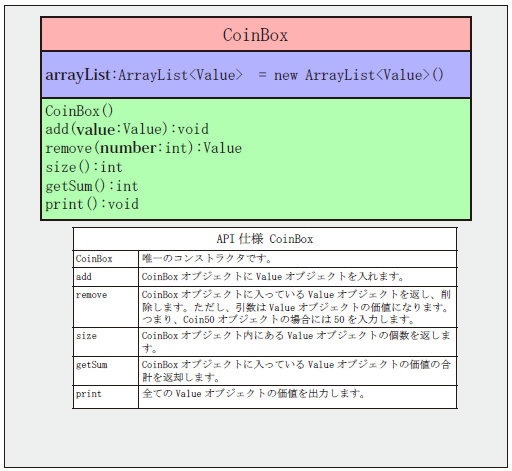 CoinBox
arrayList:ArrayList<Value> = new ArrayList<Value>()
CoinBox()
add(value:Value):void
remove(number:int):Value
size():int
getSum():int
print():void
API 仕様 CoinBox
CoinBox 唯一のコンストラクタです。
add CoinBox オブジェクトに Value オブジェクトを入れます。
remove CoinBox オブジェクトに入っている Value オブジェクトを返し、削
除します。ただし、引数は Value オブジェクトの価値になります。
つまり、Coin50 オブジェクトの場合には 50 を入力します。
size CoinBox オブジェクト内にある Value オブジェクトの個数を返しま
す。
getSum CoinBox オブジェクトに入っている Value オブジェクトの価値の合
計を返却します。
print 全ての Value オブジェクトの価値を出力します。